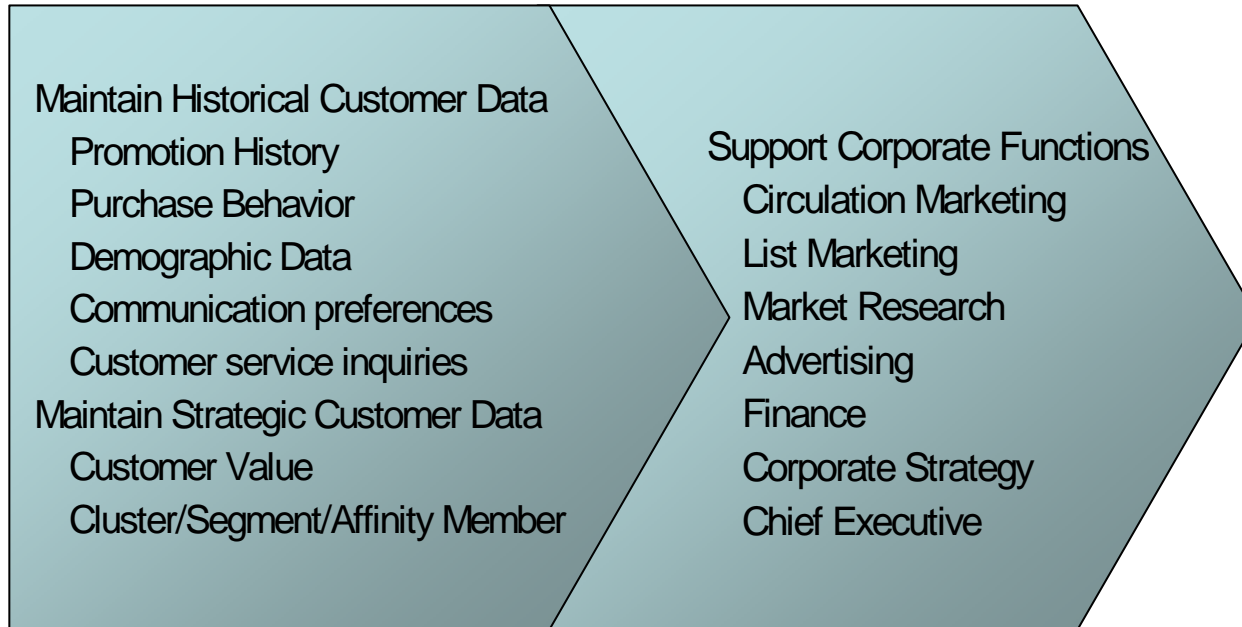 Maintain Historical Customer Data
Promotion History
Purchase Behavior
Demographic Data
Communication preferences
Customer service inquiries
Maintain Strategic Customer Data
Customer Value
Cluster/Segment/Affinity Member
Support Corporate Functions
Circulation Marketing
List Marketing
Market Research
Advertising
Finance
Corporate Strategy
Chief Executive